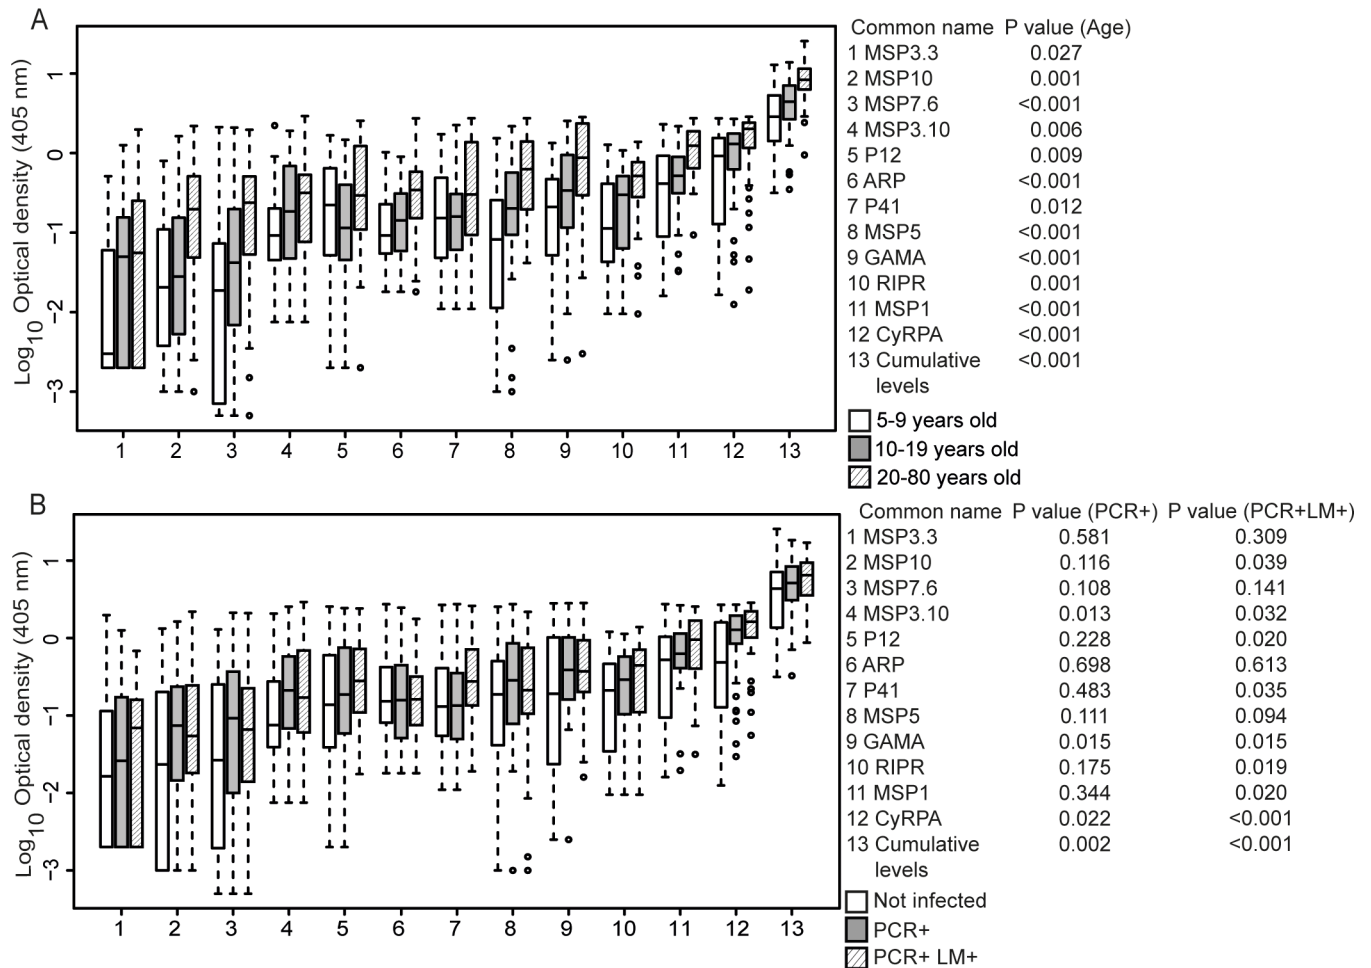 A
Log10 Optical density (405 nm)
1
0
−1
−2
−3
1 2 3 4 5 6 7 8 9 10 11 12 13
Common name P value (Age)
1 MSP3.3 0.027
2 MSP10 0.001
3 MSP7.6 <0.001
4 MSP3.10 0.006
5 P12 0.009
6 ARP <0.001
7 P41 0.012
8 MSP5 <0.001
9 GAMA <0.001
10 RIPR 0.001
11 MSP1 <0.001
12 CyRPA <0.001
13 Cumulative <0.001
levels
5-9 years old
10-19 years old
20-80 years old
B
Log10 Optical density (405 nm)
1
0
−1
−2
−3
1 2 3 4 5 6 7 8 9 10 11 12 13
Common name P value (PCR+) P value (PCR+LM+)
1 MSP3.3 0.581 0.309
2 MSP10 0.116 0.039
3 MSP7.6 0.108 0.141
4 MSP3.10 0.013 0.032
5 P12 0.228 0.020
6 ARP 0.698 0.613
7 P41 0.483 0.035
8 MSP5 0.111 0.094
9 GAMA 0.015 0.015
10 RIPR 0.175 0.019
11 MSP1 0.344 0.020
12 CyRPA 0.022 <0.001
13 Cumulative 0.002 <0.001
levels
Not infected
PCR+
PCR+ LM+